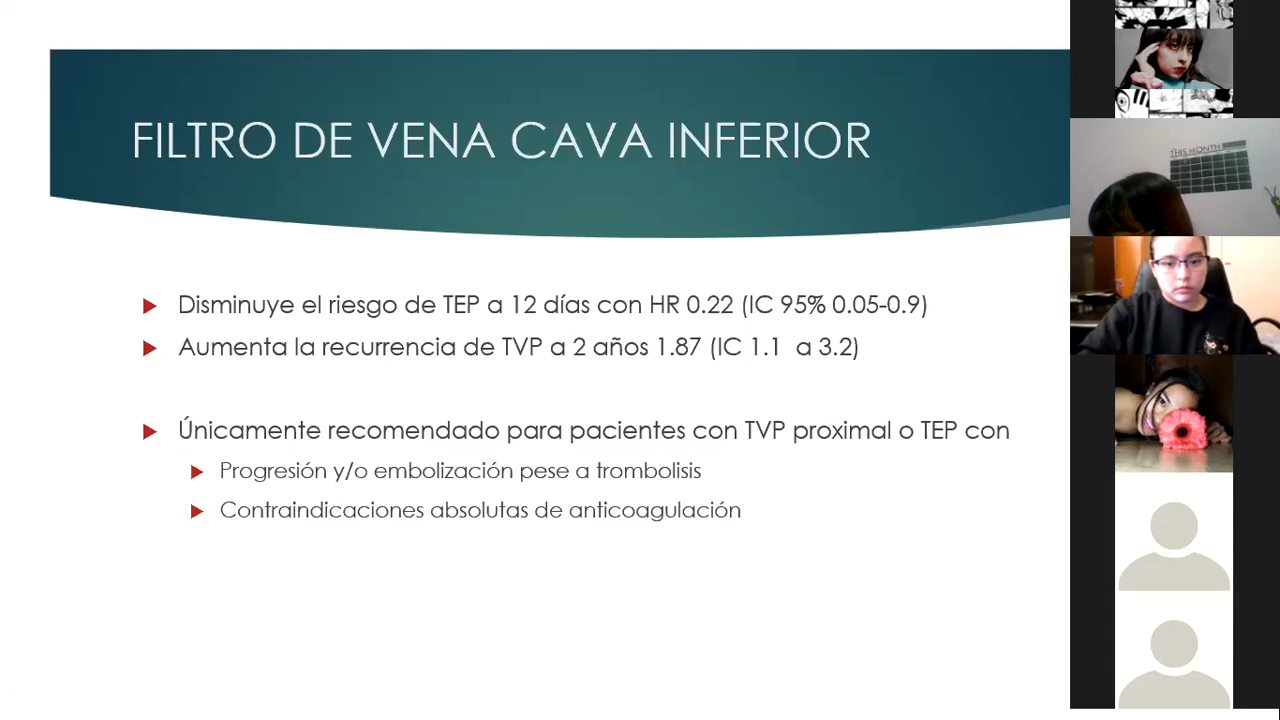 FILTRO DE VENA CAVA INFERIOR
Disminuye el riesgo de TEP a 12 días con HR 0.22 (IC 95% 0.05-0.9)
Aumenta la recurrencia de TVP a 2 años 1.87 (IC 1.1 a 3.2)
Únicamente recomendado para pacientes con TVP proximal o TEP con
Progresión y/o embolización pese a trombolisis
Contraindicaciones absolutas de anticoagulación
THIS MONTH